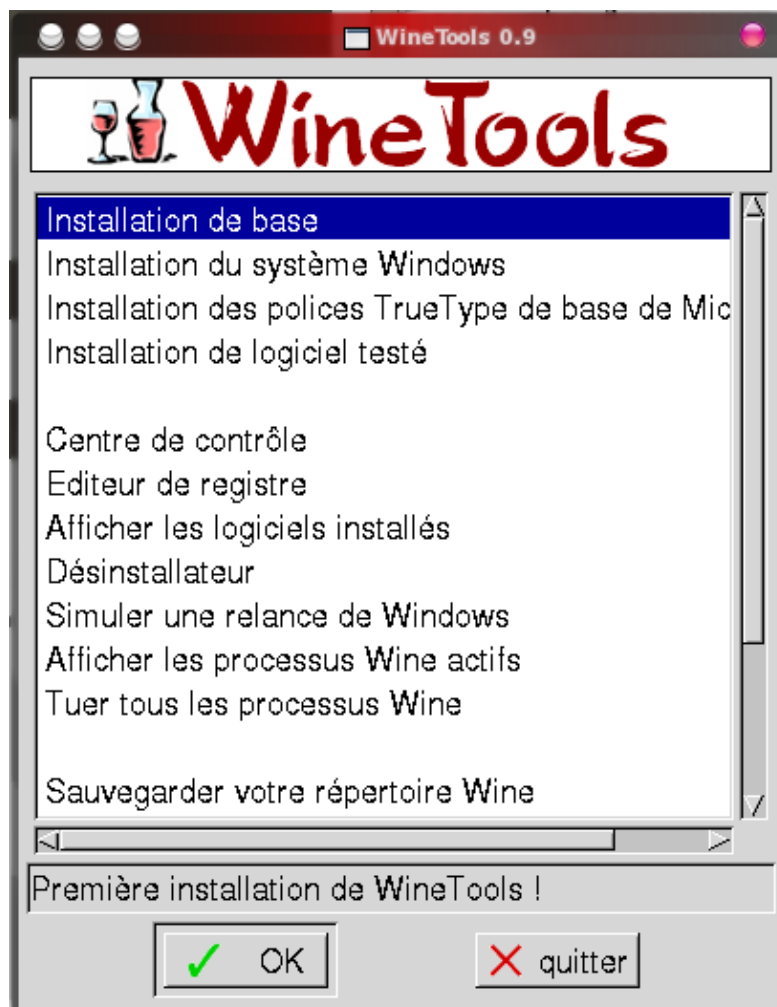 WineTools 0.9
WineTools
Installation de base
Installation du système Windows
Installation des polices TrueType de base de Mic
Installation de logiciel testé
Centre de contrôle
Editeur de registre
Afficher les logiciels installés
Désinstallateur
Simuler une relance de Windows
Afficher les processus Wine actifs
Tuer tous les processus Wine
Sauvegarder votre répertoire Wine
Première installation de WineTools !
OK
quitter